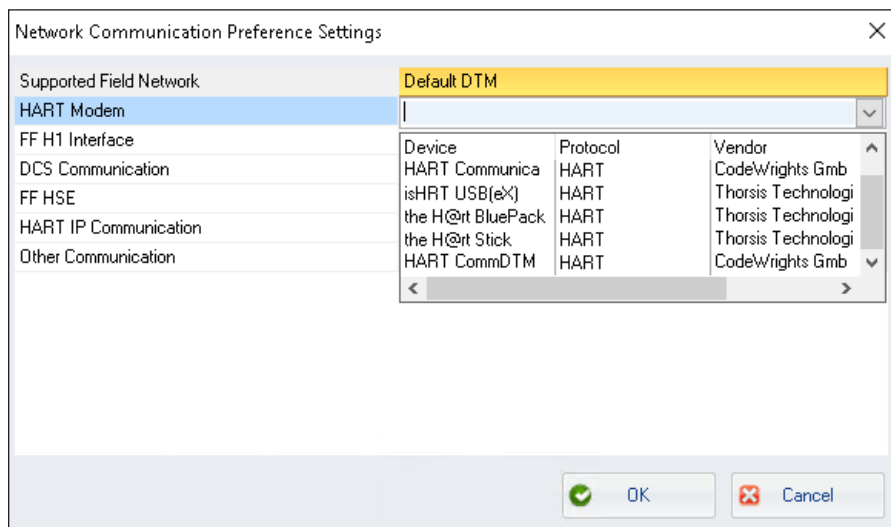 Network Communication Preference Settings
Supported Field Network Default DTM
HART Modem
FF H1 Interface
DCS Communication
FF HSE
HART IP Communication
Other Communication
Device Protocol Vendor
HART Communica HART CodeWrights Gmb
isHRT USB(eX) HART Thorsis Technologi
the H@rt BluePack HART Thorsis Technologi
the H@rt Stick HART Thorsis Technologi
HART CommDTM HART CodeWrights Gmb
OK Cancel